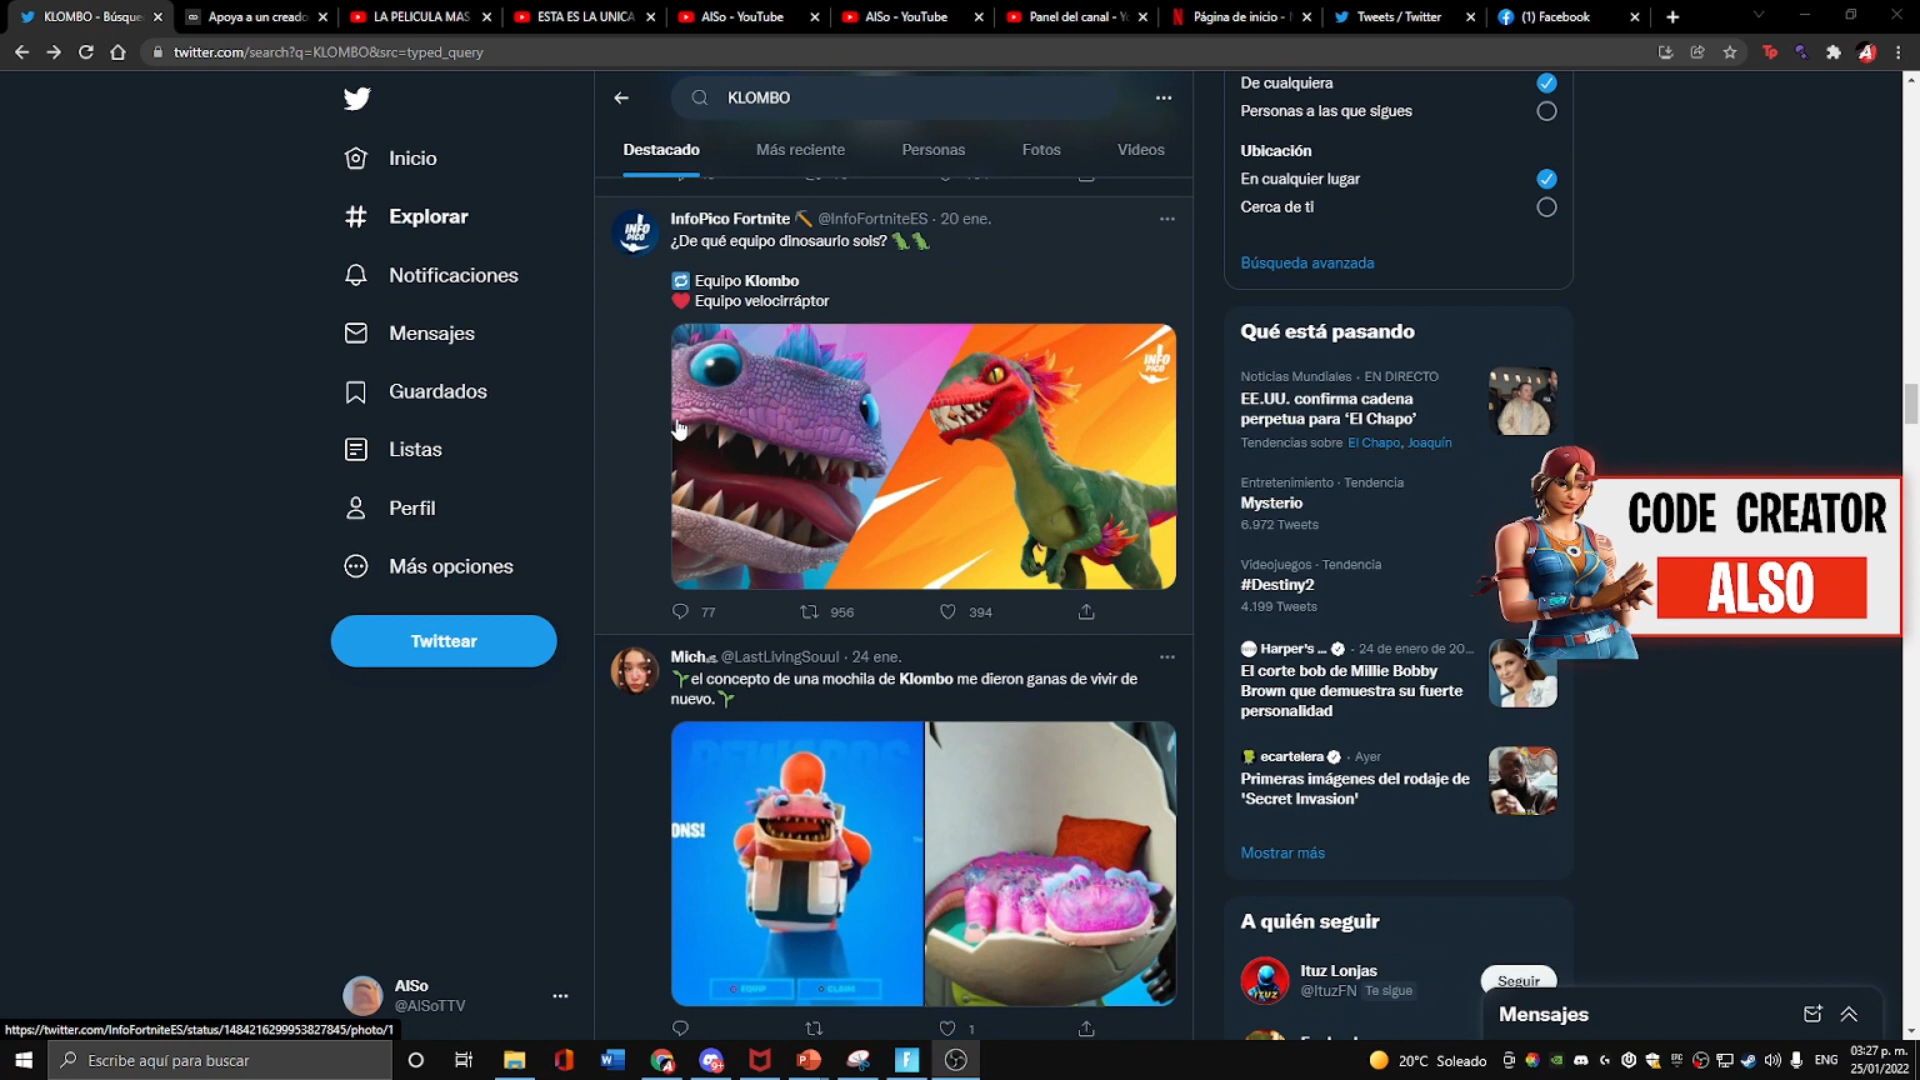 KLOMBO - Búsque
Apoya a un creado
LA PELICULA MAS
ESTA ES LA UNICA
AlSo - YouTube
AlSo - YouTube
Panel del canal - Yo
Página de inicio -
Tweets / Twitter
(1) Facebook
twitter.com/search?q=KLOMBO&src=typed_query
Inicio
Explorar
Notificaciones
Mensajes
Guardados
Listas
Perfil
Más opciones
Twittear
AlSo
@AlSoTTV
KLOMBO
Destacado
Más reciente
Personas
Fotos
Videos
InfoPico Fortnite @InfoFortniteES · 20 ene.
¿De qué equipo dinosaurio sois?
Equipo Klombo
Equipo velocirráptor
INFO
PICO
INFO
PICO
77
956
394
Mich @LastLivingSouul · 24 ene.
el concepto de una mochila de Klombo me dieron ganas de vivir de
nuevo.
REWARDS
ONS!
EQUIP
CLAIM
1
De cualquiera
Personas a las que sigues
Ubicación
En cualquier lugar
Cerca de ti
Búsqueda avanzada
Qué está pasando
Noticias Mundiales · EN DIRECTO
EE.UU. confirma cadena
perpetua para ‘El Chapo’
Tendencias sobre El Chapo, Joaquín
Entretenimiento · Tendencia
Mysterio
6.972 Tweets
Videojuegos · Tendencia
#Destiny2
4.199 Tweets
Harper's ... · 24 de enero de 20...
El corte bob de Millie Bobby
Brown que demuestra su fuerte
personalidad
ecartelera · Ayer
Primeras imágenes del rodaje de
'Secret Invasion'
Mostrar más
A quién seguir
Ituz Lonjas
@ItuzFN Te sigue
Seguir
Mensajes
CODE CREATOR
ALSO
https://twitter.com/InfoFortniteES/status/1484216299953827845/photo/1
Escribe aquí para buscar
20°C Soleado
ENG
03:27 p. m.
25/01/2022